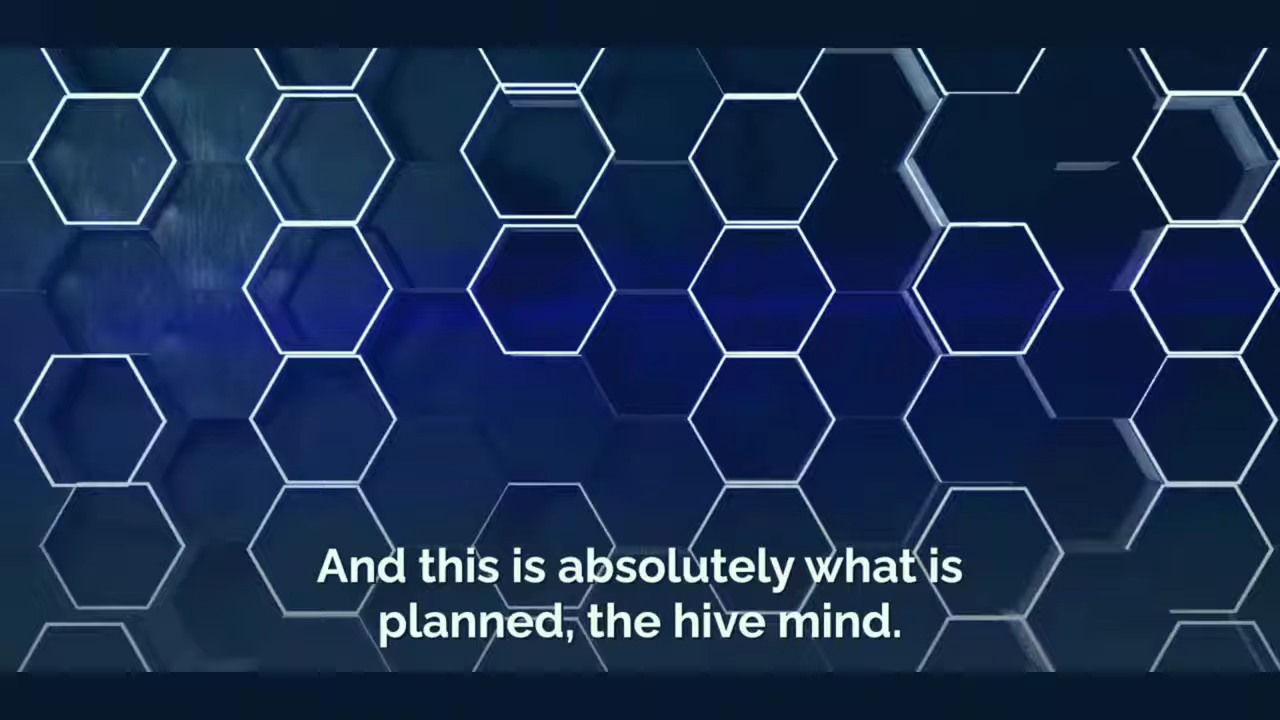 And this is absolutely what is
planned, the hive mind.